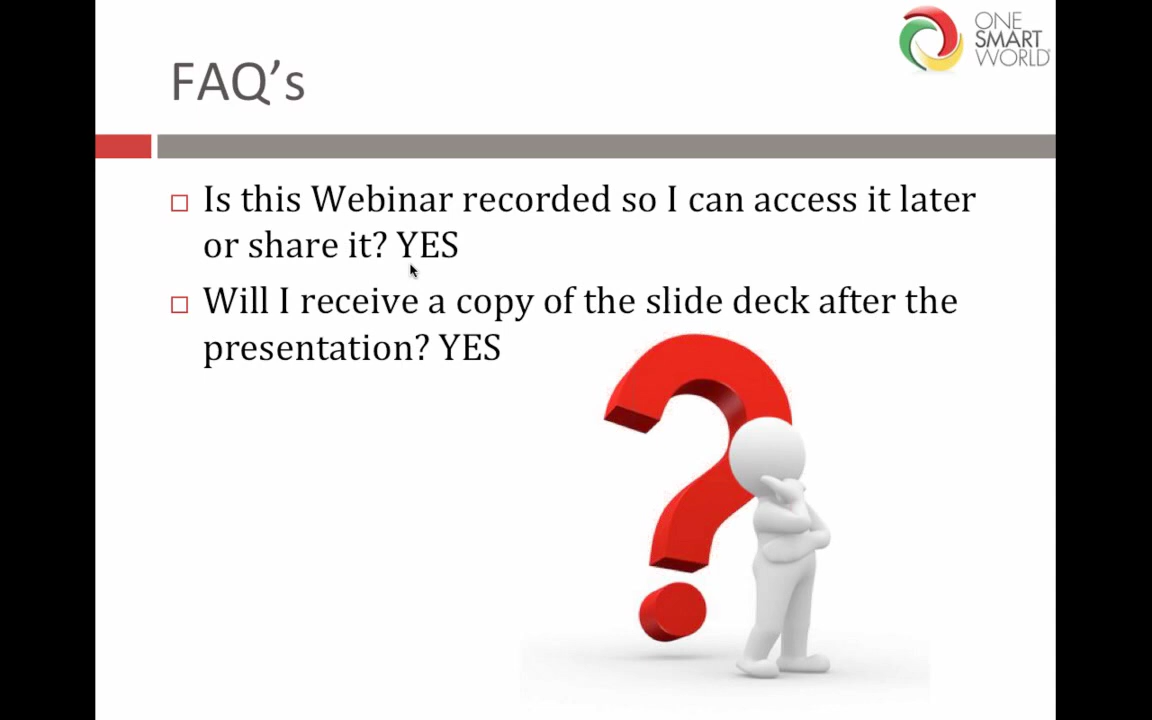 ONE
SMART
WORLD
FAQ’s
Is this Webinar recorded so I can access it later
or share it? YES
Will I receive a copy of the slide deck after the
presentation? YES